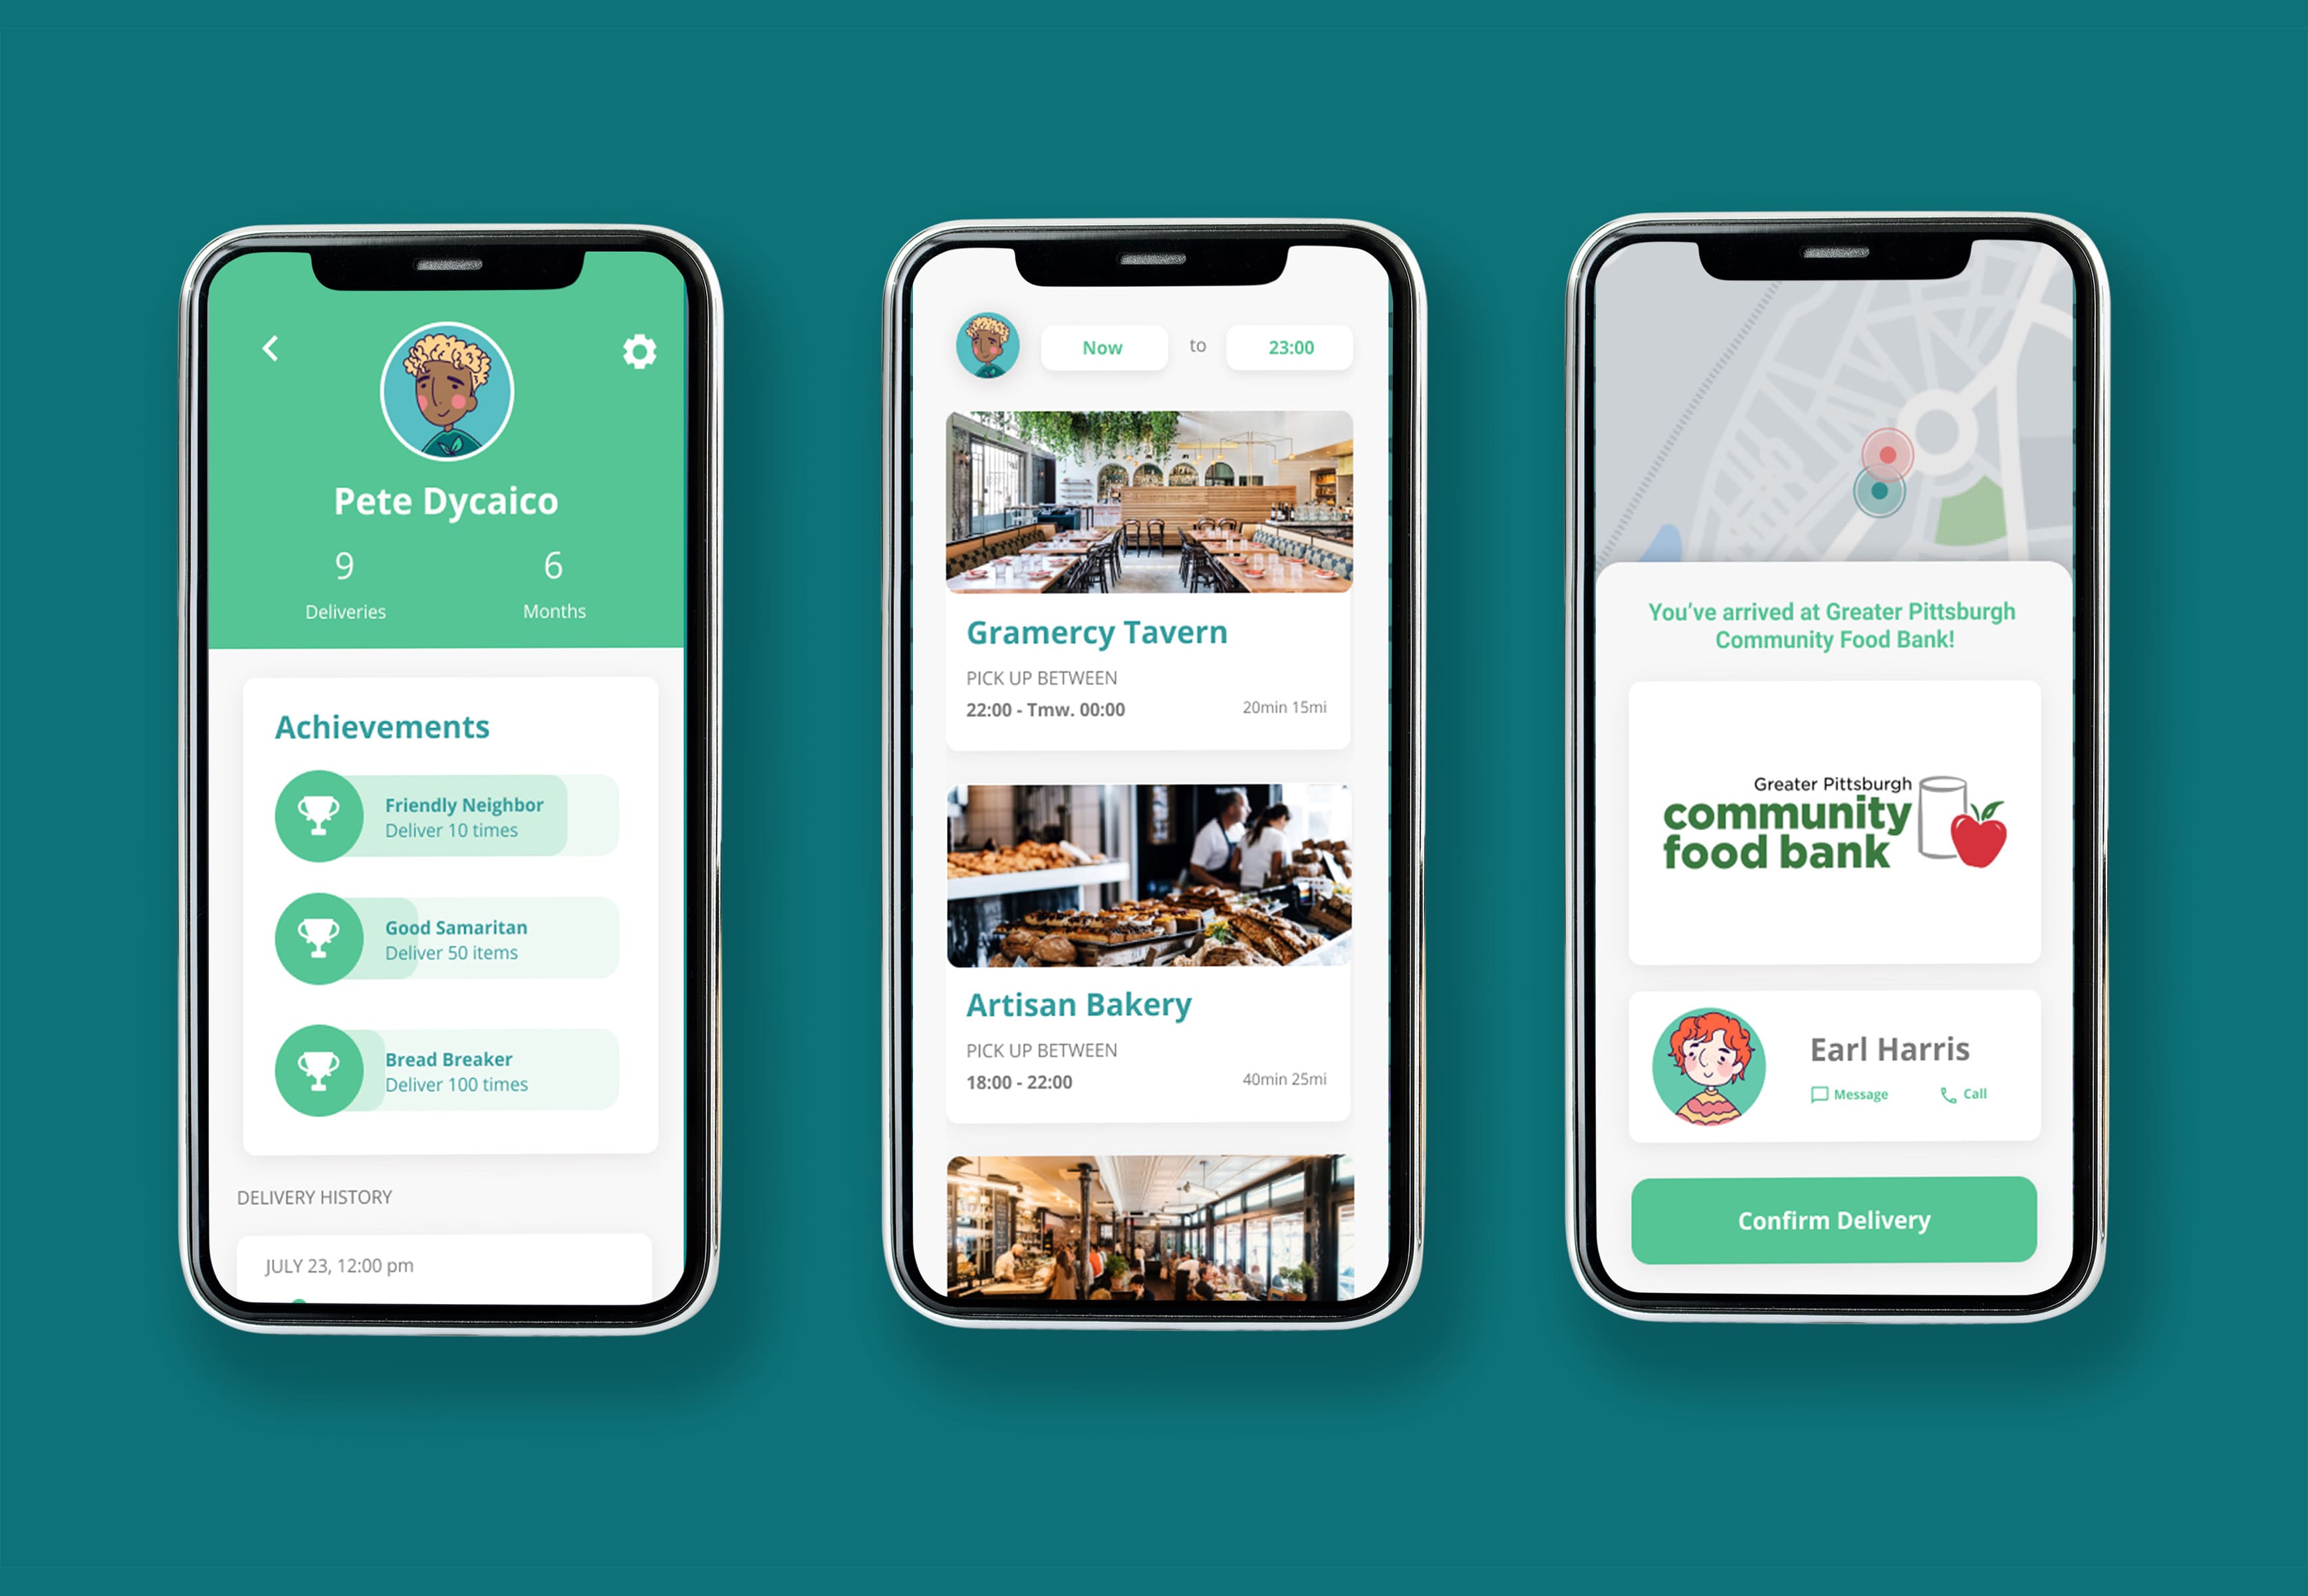 Pete Dycaico
9
6
Deliveries
Months
Achievements
Friendly Neighbor
Deliver 10 times
Good Samaritan
Deliver 50 items
Bread Breaker
Deliver 100 times
DELIVERY HISTORY
JULY 23, 12:00 pm
Now to 23:00
Gramercy Tavern
PICK UP BETWEEN
22:00 - Tmw. 00:00
20min 15mi
Artisan Bakery
PICK UP BETWEEN
18:00 - 22:00
40min 25mi
You’ve arrived at Greater Pittsburgh
Community Food Bank!
Greater Pittsburgh
community
food bank
Earl Harris
Message
Call
Confirm Delivery